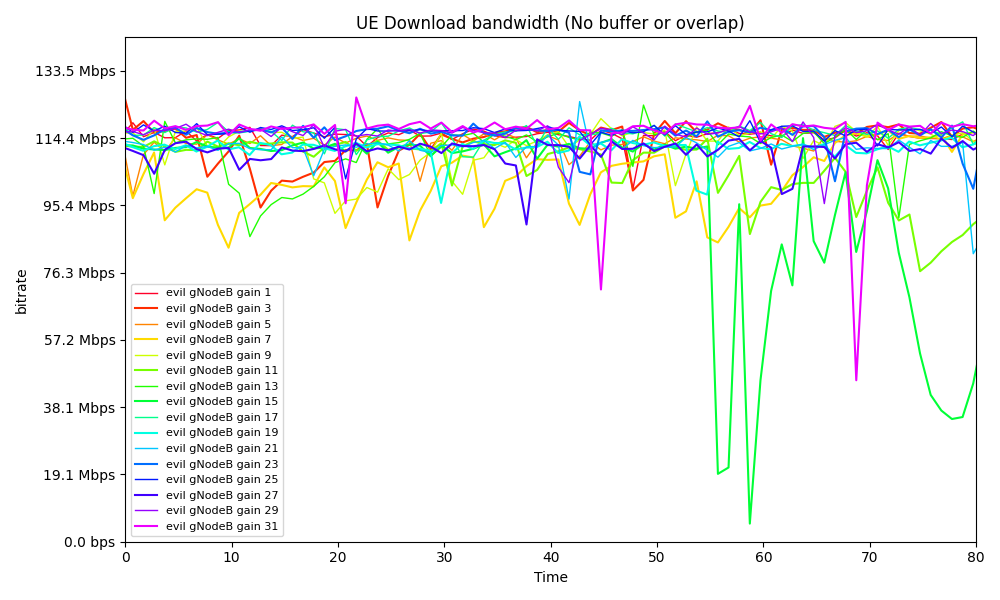 UE Download bandwidth (No buffer or overlap)
133.5 Mbps
114.4 Mbps
95.4 Mbps
76.3 Mbps
57.2 Mbps
38.1 Mbps
19.1 Mbps
0.0 bps
bitrate
evil gNodeB gain 1
evil gNodeB gain 3
evil gNodeB gain 5
evil gNodeB gain 7
evil gNodeB gain 9
evil gNodeB gain 11
evil gNodeB gain 13
evil gNodeB gain 15
evil gNodeB gain 17
evil gNodeB gain 19
evil gNodeB gain 21
evil gNodeB gain 23
evil gNodeB gain 25
evil gNodeB gain 27
evil gNodeB gain 29
evil gNodeB gain 31
0 10 20 30 40 50 60 70 80
Time